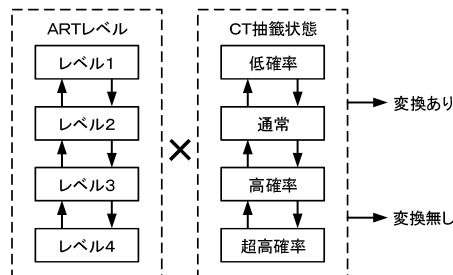 ARTレベル
レベル1
レベル2
レベル3
レベル4
×
CT抽籤状態
低確率
通常
高確率
超高確率
変換あり
変換無し